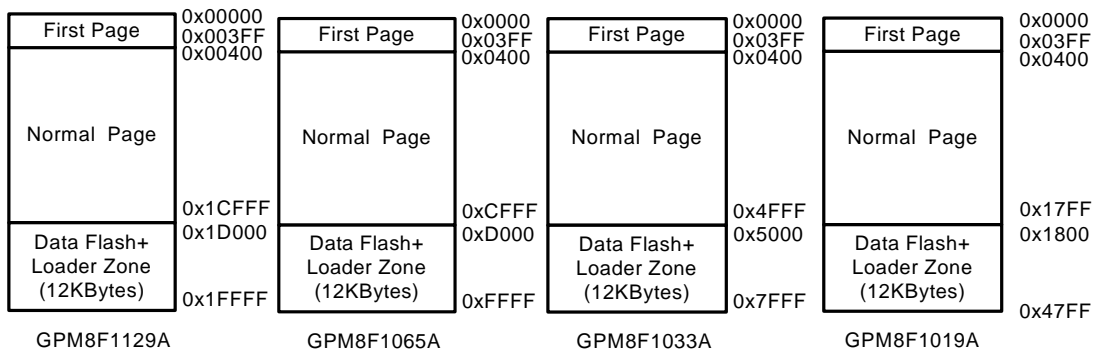 First Page
0x00000
0x003FF
0x00400
Normal Page
0x1CFFF
0x1D000
Data Flash+
Loader Zone
(12KBytes)
0x1FFFF
GPM8F1129A
First Page
0x0000
0x03FF
0x0400
Normal Page
0xCFFF
0xD000
Data Flash+
Loader Zone
(12KBytes)
0xFFFF
GPM8F1065A
First Page
0x0000
0x03FF
0x0400
Normal Page
0x4FFF
0x5000
Data Flash+
Loader Zone
(12KBytes)
0x7FFF
GPM8F1033A
First Page
0x0000
0x03FF
0x0400
Normal Page
0x17FF
0x1800
Data Flash+
Loader Zone
(12KBytes)
0x47FF
GPM8F1019A